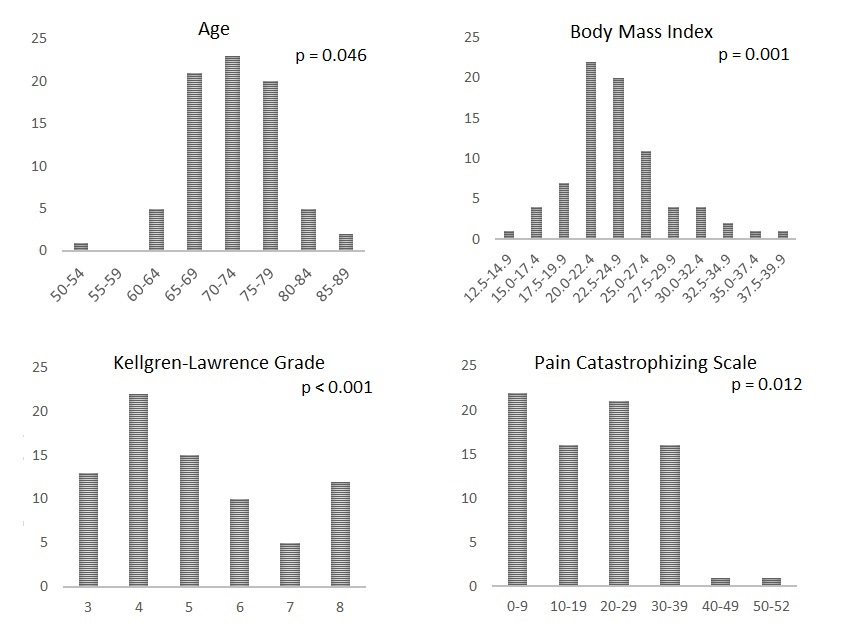 Age
p = 0.046
25
20
15
10
5
0
50-54 55-59 60-64 65-69 70-74 75-79 80-84 85-89
Body Mass Index
p = 0.001
25
20
15
10
5
0
12.5-14.9 15.0-17.4 17.5-19.9 20.0-22.4 22.5-24.9 25.0-27.4 27.5-29.9 30.0-32.4 32.5-34.9 35.0-37.4 37.5-39.9
Kellgren-Lawrence Grade
p < 0.001
25
20
15
10
5
0
3 4 5 6 7 8
Pain Catastrophizing Scale
p = 0.012
25
20
15
10
5
0
0-9 10-19 20-29 30-39 40-49 50-52